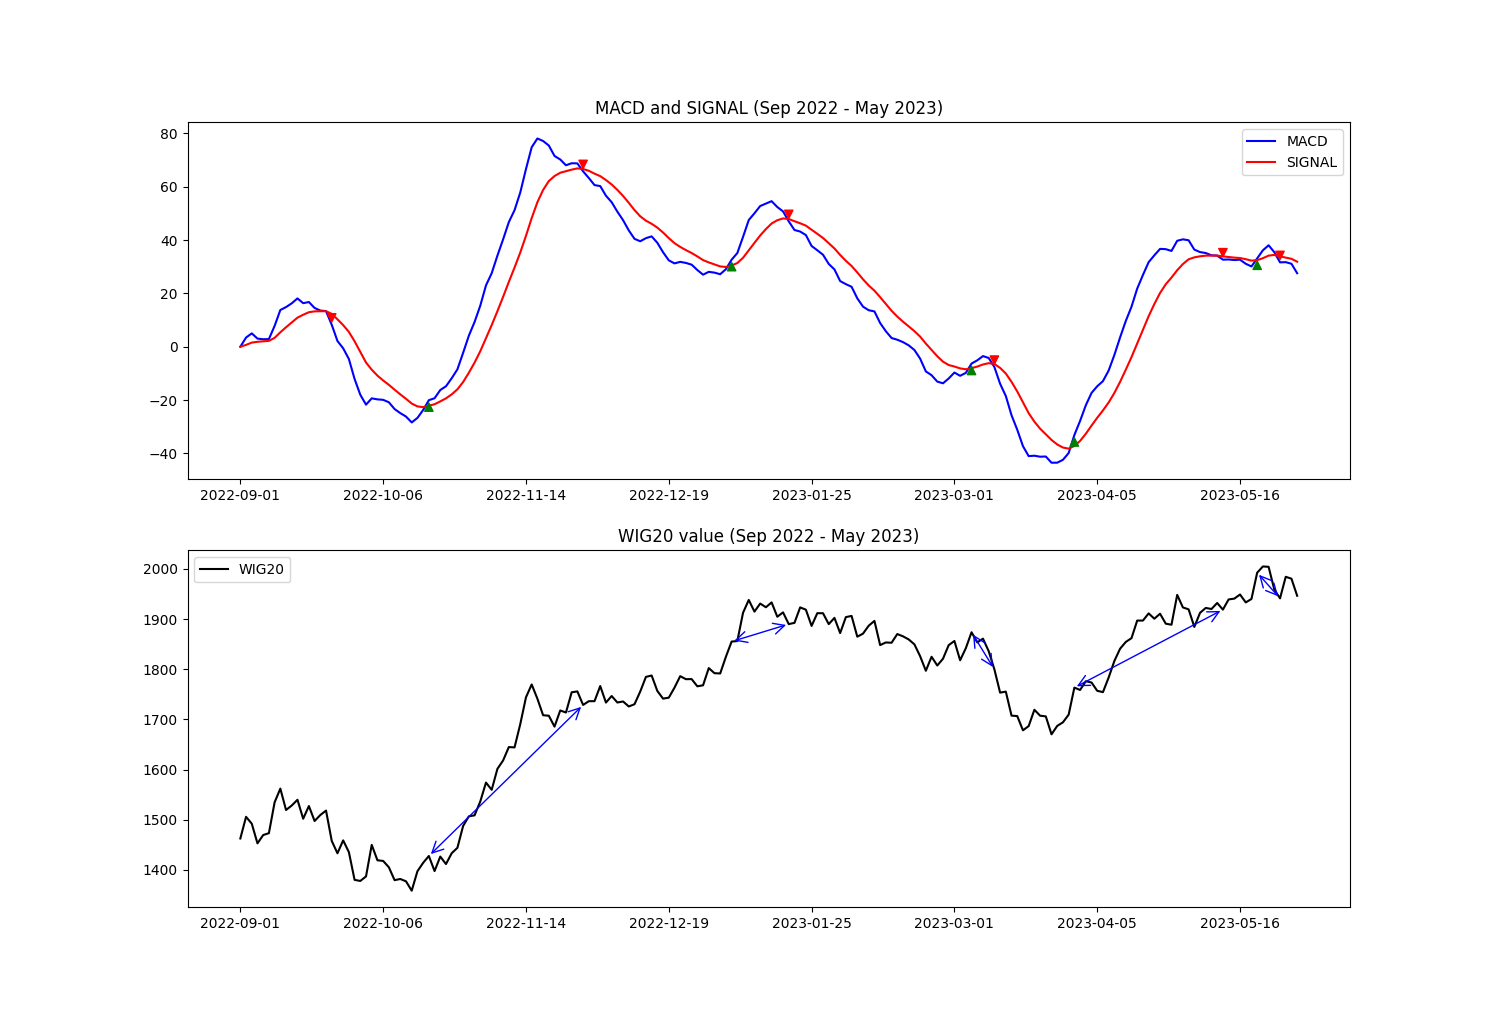 MACD and SIGNAL (Sep 2022 - May 2023)
80
60
40
20
0
−20
−40
MACD
SIGNAL
2022-09-01 2022-10-06 2022-11-14 2022-12-19 2023-01-25 2023-03-01 2023-04-05 2023-05-16
WIG20 value (Sep 2022 - May 2023)
2000
1900
1800
1700
1600
1500
1400
WIG20
2022-09-01 2022-10-06 2022-11-14 2022-12-19 2023-01-25 2023-03-01 2023-04-05 2023-05-16